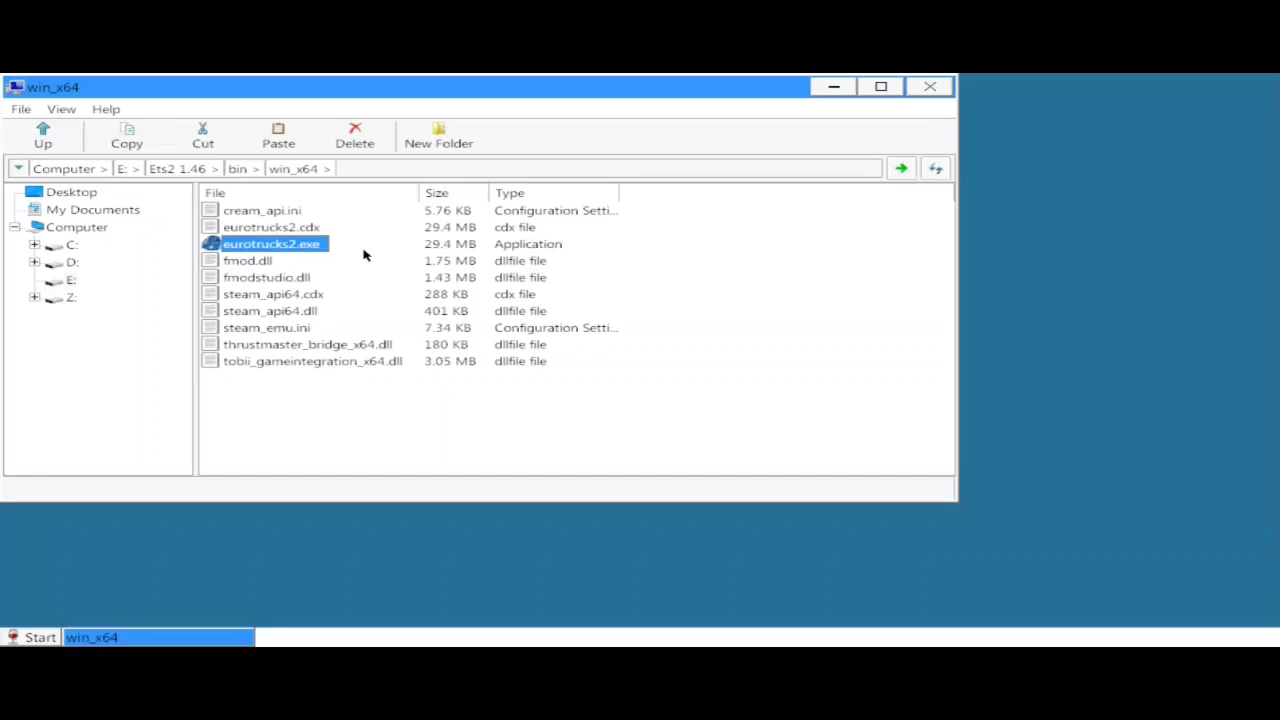 win_x64
File View Help
Up Copy Cut Paste Delete New Folder
Computer > E: > Ets2 1.46 > bin > win_x64 >
Desktop
My Documents
Computer
C:
D:
E:
Z:
File Size Type
cream_api.ini 5.76 KB Configuration Setti...
eurotrucks2.cdx 29.4 MB cdx file
eurotrucks2.exe 29.4 MB Application
fmod.dll 1.75 MB dllfile file
fmodstudio.dll 1.43 MB dllfile file
steam_api64.cdx 288 KB cdx file
steam_api64.dll 401 KB dllfile file
steam_emu.ini 7.34 KB Configuration Setti...
thrustmaster_bridge_x64.dll 180 KB dllfile file
tobii_gameintegration_x64.dll 3.05 MB dllfile file
Start win_x64